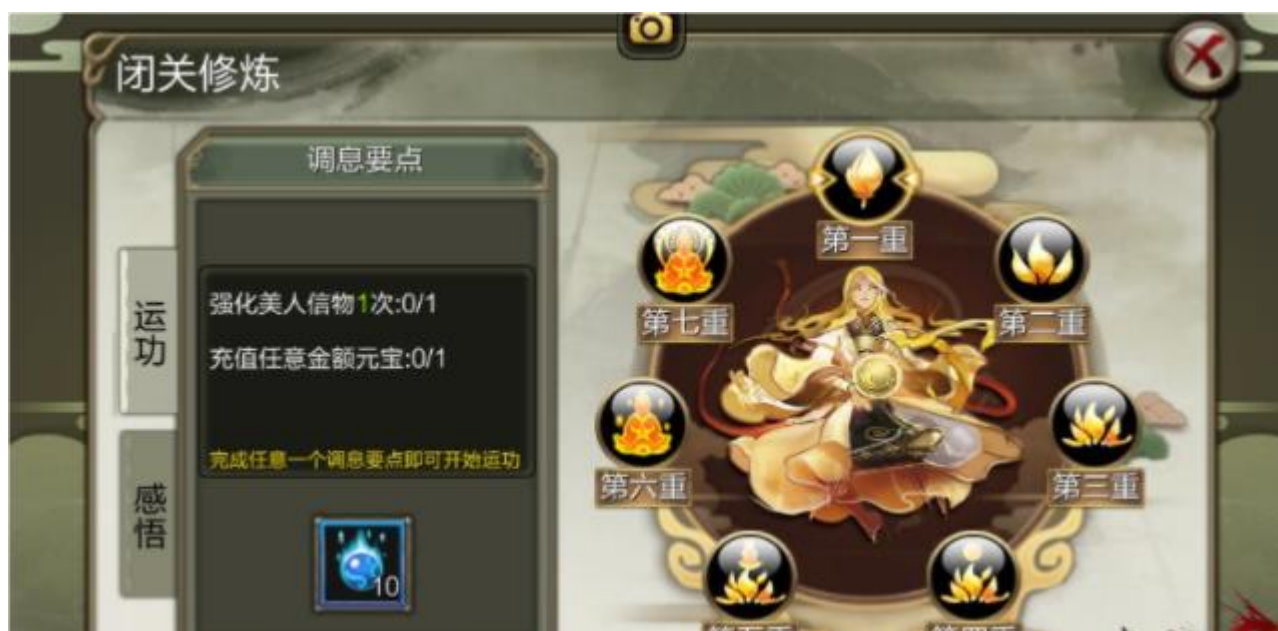 闭关修炼
调息要点
强化美人信物1次:0/1
充值任意金额元宝:0/1
完成任意一个调息要点即可开始运功
10
运功
感悟
第一重
第二重
第三重
第六重
第七重